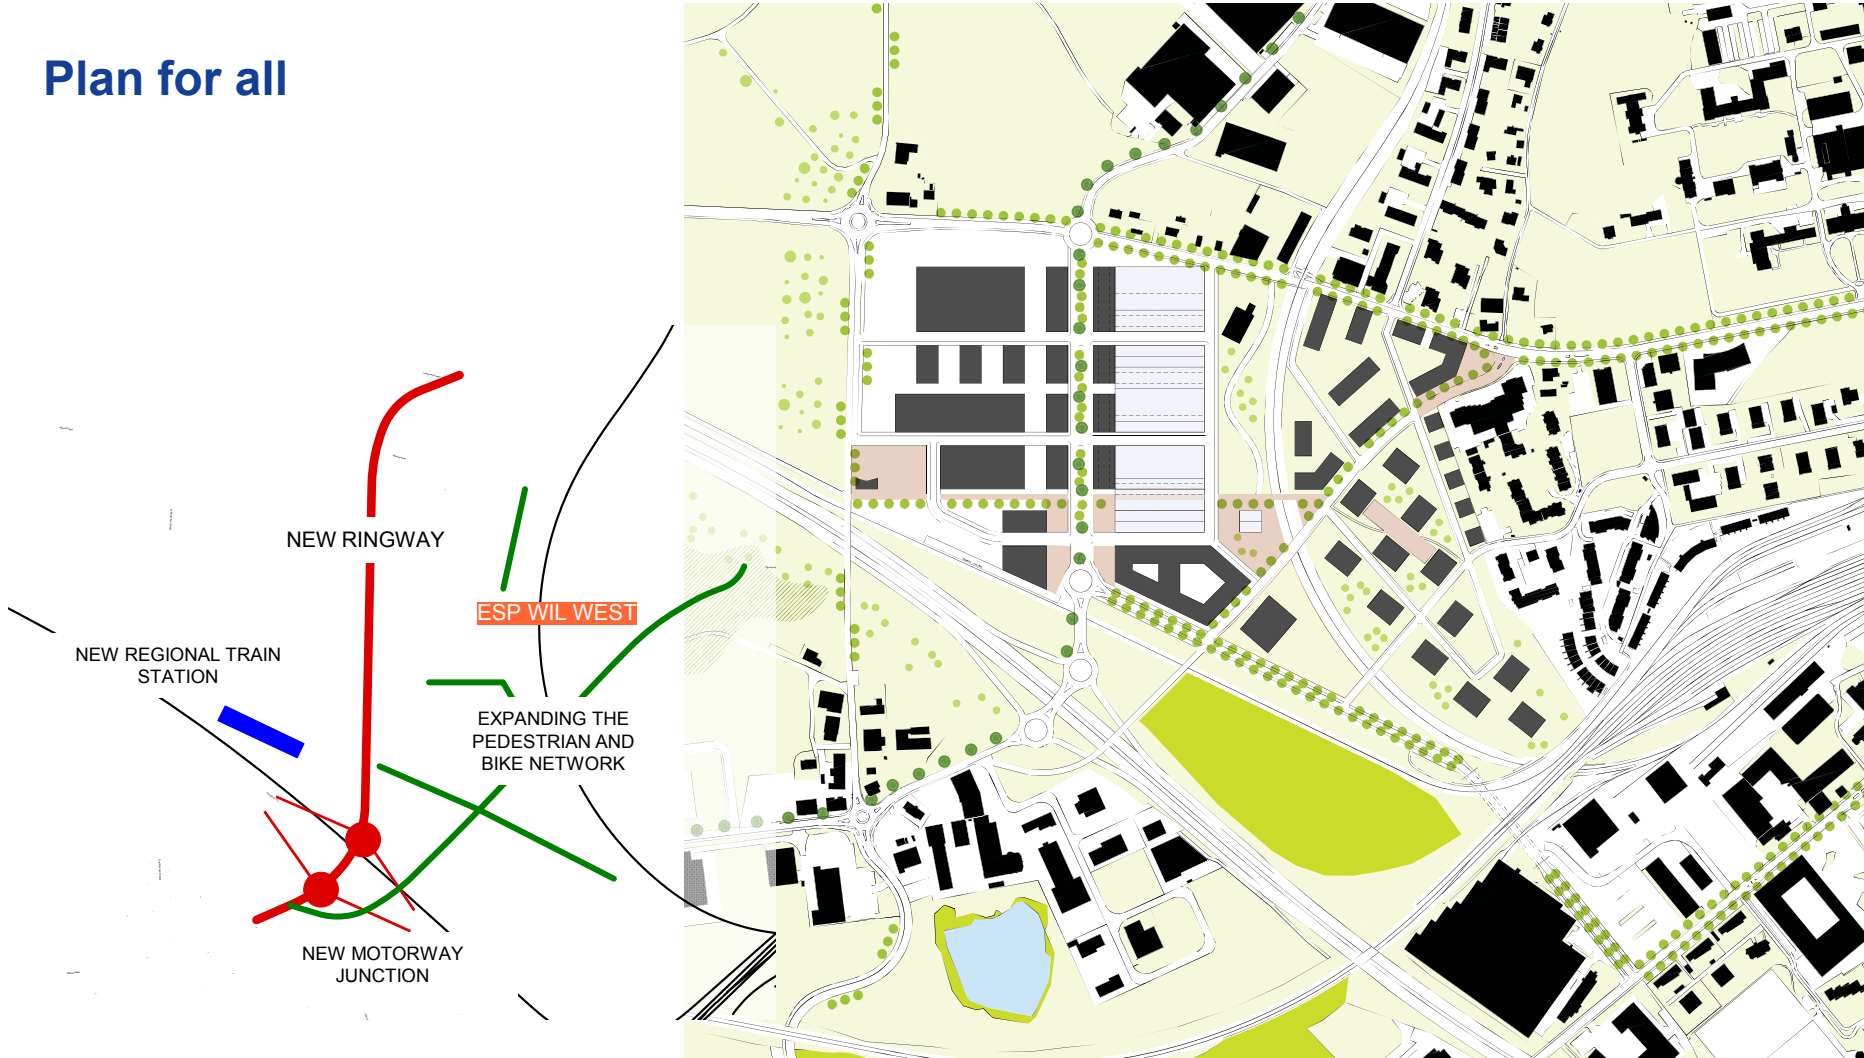 Plan for all
NEW RINGWAY
ESP WIL WEST
NEW REGIONAL TRAIN
STATION
EXPANDING THE
PEDESTRIAN AND
BIKE NETWORK
NEW MOTORWAY
JUNCTION